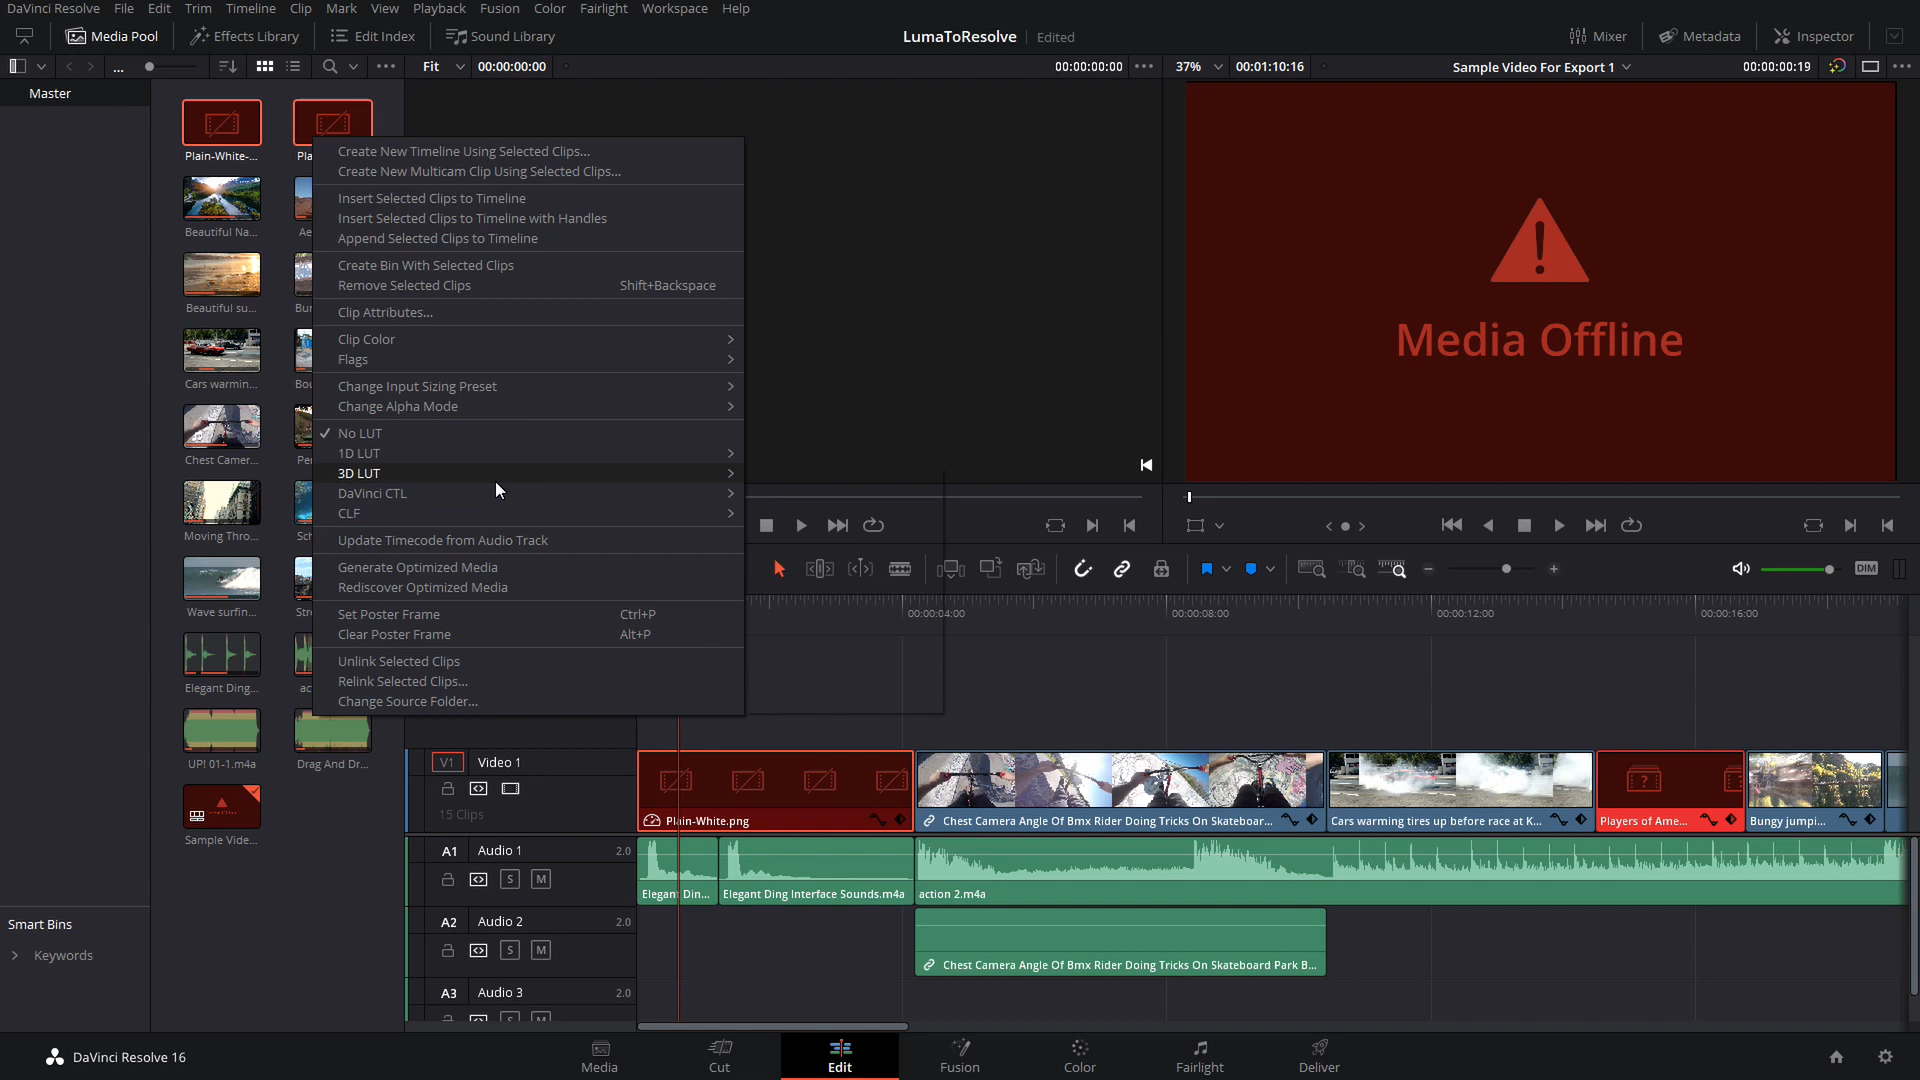 DaVinci Resolve File Edit Trim Timeline Clip Mark View Playback Fusion Color Fairlight Workspace Help
Media Pool Effects Library Edit Index Sound Library LumaToResolve Edited Mixer Metadata Inspector
... Fit 00:00:00:00 00:00:00:00 37% 00:01:10:16 Sample Video For Export 1 00:00:00:19
Master
Plain-White-...
Beautiful Na...
Beautiful su...
Cars warmin...
Chest Camer...
Moving Thro...
Wave surfin...
Elegant Ding...
UP! 01-1.m4a Drag And Dr...
Sample Vide...
Create New Timeline Using Selected Clips...
Create New Multicam Clip Using Selected Clips...
Insert Selected Clips to Timeline
Insert Selected Clips to Timeline with Handles
Append Selected Clips to Timeline
Create Bin With Selected Clips
Remove Selected Clips Shift+Backspace
Clip Attributes...
Clip Color
Flags
Change Input Sizing Preset
Change Alpha Mode
No LUT
1D LUT
3D LUT
DaVinci CTL
CLF
Update Timecode from Audio Track
Generate Optimized Media
Rediscover Optimized Media
Set Poster Frame Ctrl+P
Clear Poster Frame Alt+P
Unlink Selected Clips
Relink Selected Clips...
Change Source Folder...
Media Offline
DIM
00:00:04:00 00:00:08:00 00:00:12:00 00:00:16:00
V1 Video 1
15 Clips
Plain-White.png Chest Camera Angle Of Bmx Rider Doing Tricks On Skateboar... Cars warming tires up before race at K... Players of Ame... Bungy jumpi...
A1 Audio 1 2.0
S M
Elegant Din... Elegant Ding Interface Sounds.m4a action 2.m4a
A2 Audio 2 2.0
S M
Chest Camera Angle Of Bmx Rider Doing Tricks On Skateboard Park B...
A3 Audio 3 2.0
S M
Smart Bins
Keywords
DaVinci Resolve 16 Media Cut Edit Fusion Color Fairlight Deliver